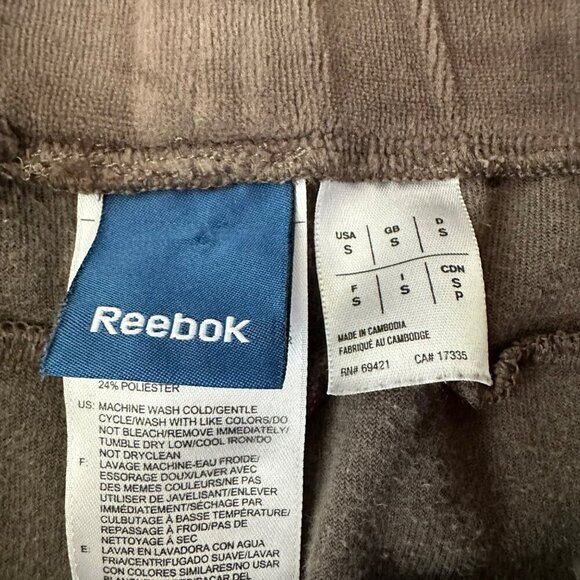 Reebok
24% POLIESTER
US: MACHINE WASH COLD/GENTLE
CYCLE/WASH WITH LIKE COLORS/DO
NOT BLEACH/REMOVE IMMEDIATELY/
TUMBLE DRY LOW/COOL IRON/DO
NOT DRYCLEAN
F: LAVAGE MACHINE-EAU FROIDE/
ESSORAGE DOUX/LAVER AVEC
DES MEMES COULEURS/NE PAS
UTILISER DE JAVELISANT/ENLEVER
IMMÉDIATEMENT/SÉCHAGE PAR
CULBUTAGE À BASSE TEMPÉRATURE/
REPASSAGE À FROID/PAS DE
NETTOYAGE À SEC
E: LAVAR EN LAVADORA CON AGUA
FRIA/CENTRIFUGADO SUAVE/LAVAR
CON COLORES SIMILARES/NO USAR
USA GB D
S S S
F I CDN
S S S
P
MADE IN CAMBODIA
FABRIQUÉ AU CAMBODGE
RN# 69421 CA# 17335